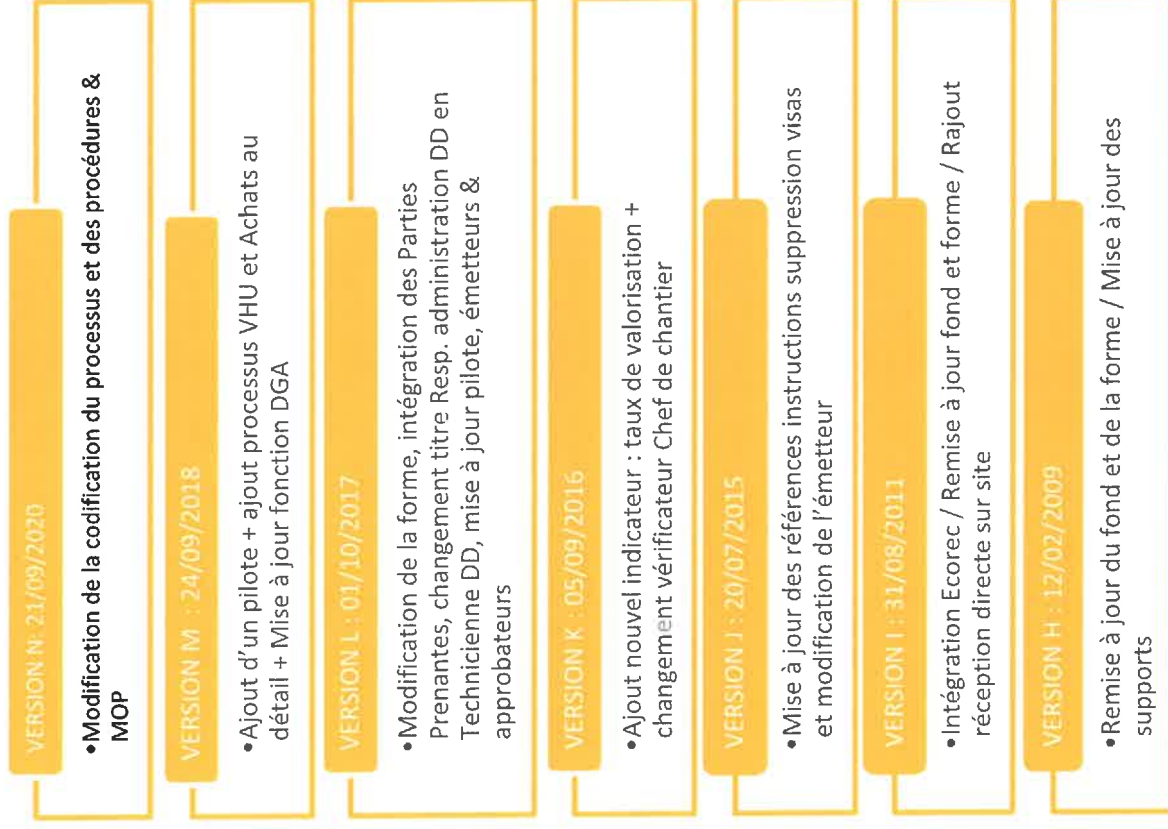 VERSION N: 21/09/2020
•Modification de la codification du processus et des procédures &
MOP
VERSION M : 24/09/2018
•Ajout d'un pilote + ajout processus VHU et Achats au
détail + Mise à jour fonction DGA
VERSION L : 01/10/2017
•Modification de la forme, intégration des Parties
Prenantes, changement titre Resp. administration DD en
Technicienne DD, mise à jour pilote, émetteurs &
approbateurs
VERSION K : 05/09/2016
•Ajout nouvel indicateur : taux de valorisation +
changement vérificateur Chef de chantier
VERSION J : 20/07/2015
•Mise à jour des références instructions suppression visas
et modification de l'émetteur
VERSION I : 31/08/2011
•Intégration Ecorec / Remise à jour fond et forme / Rajout
réception directe sur site
VERSION H : 12/02/2009
•Remise à jour du fond et de la forme / Mise à jour des
supports